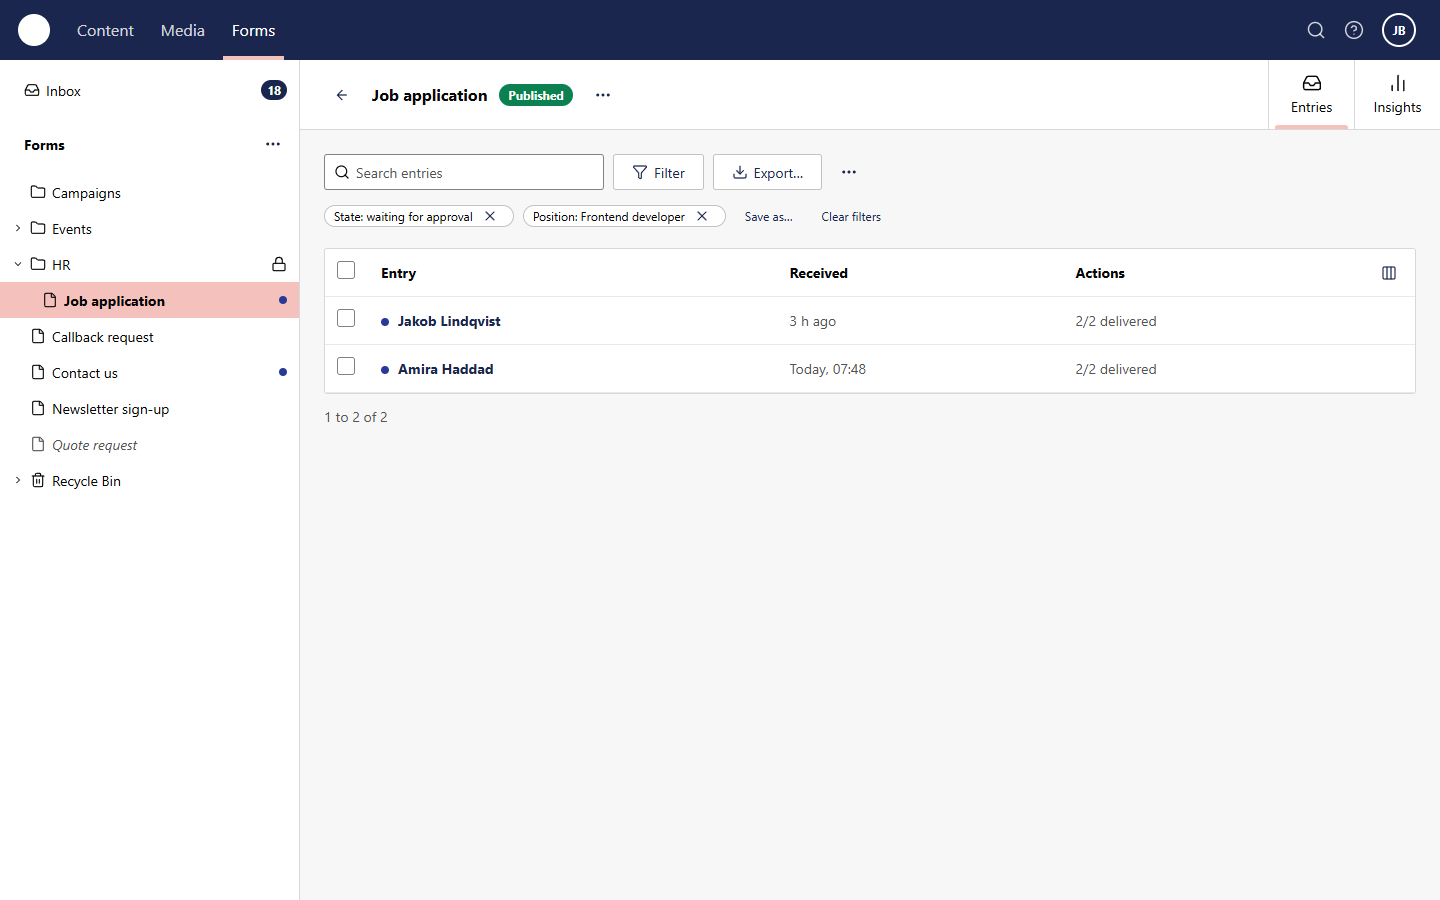 Content Media Forms JB
Inbox 18
Forms
Campaigns
Events
HR
Job application
Callback request
Contact us
Newsletter sign-up
Quote request
Recycle Bin
Job application Published
Entries Insights
Search entries Filter Export...
State: waiting for approval Position: Frontend developer Save as... Clear filters
Entry Received Actions
Jakob Lindqvist 3 h ago 2/2 delivered
Amira Haddad Today, 07:48 2/2 delivered
1 to 2 of 2